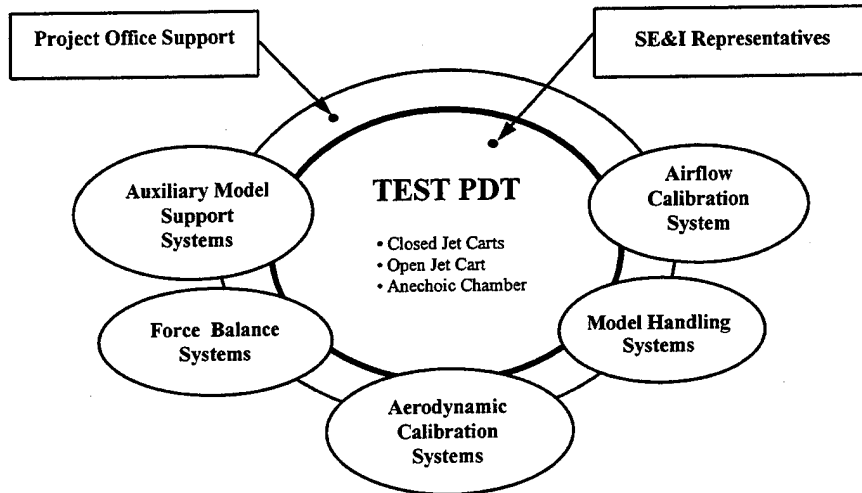 Project Office Support
SE&I Representatives
TEST PDT
• Closed Jet Carts
• Open Jet Cart
• Anechoic Chamber
Auxiliary Model
Support
Systems
Airflow
Calibration
System
Force Balance
Systems
Model Handling
Systems
Aerodynamic
Calibration
Systems